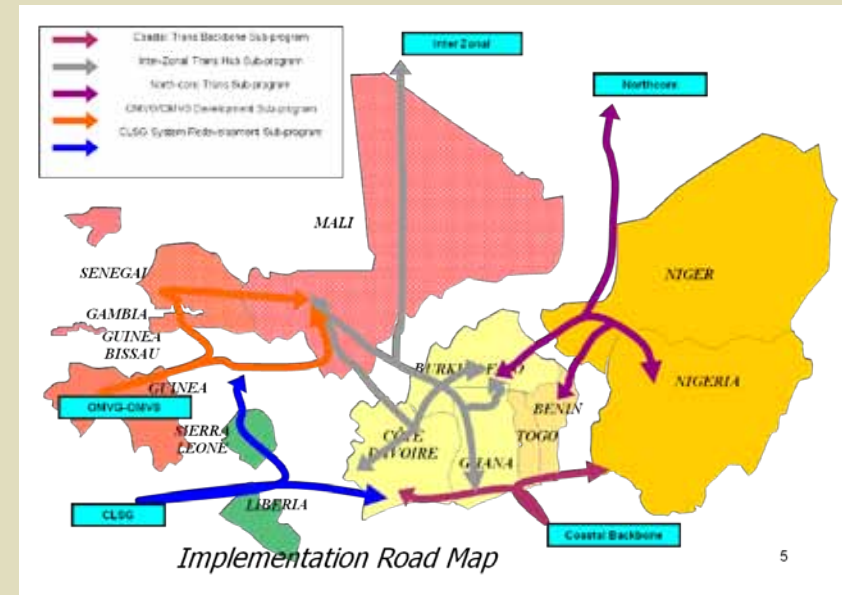 Coastal Trans Backbone Sub-program
Inter-Zonal Trans Hub Sub-program
North-core Trans Sub-program
OMVG/OMVS Development Sub-program
CLSG System Redevelopment Sub-program
Inter Zonal
Northcore
MALI
SENEGAL
NIGER
GAMBIA
GUINEA
BISSAU
BURKI FASO
NIGERIA
GUINEA
OMVG-OMVS
BENIN
SIERRA
LEONE
CÔTE
D'IVOIRE
TOGO
GHANA
LIBERIA
CLSG
Coastal Backbone
Implementation Road Map
5